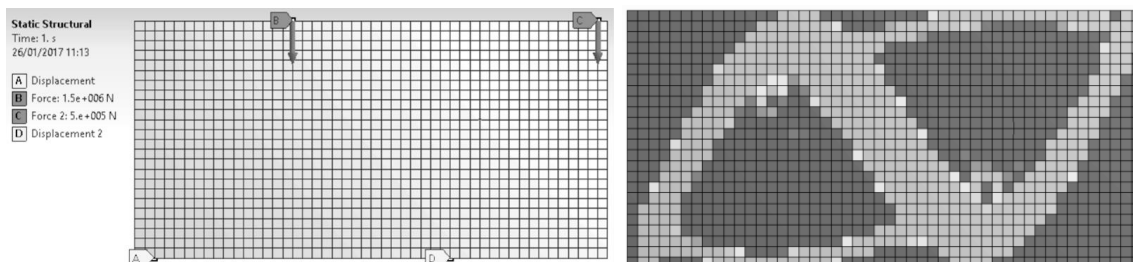 Static Structural
Time: 1. s
26/01/2017 11:13
A Displacement
B Force: 1.5e+006 N
C Force 2: 5.e+005 N
D Displacement 2
B
C
A
D